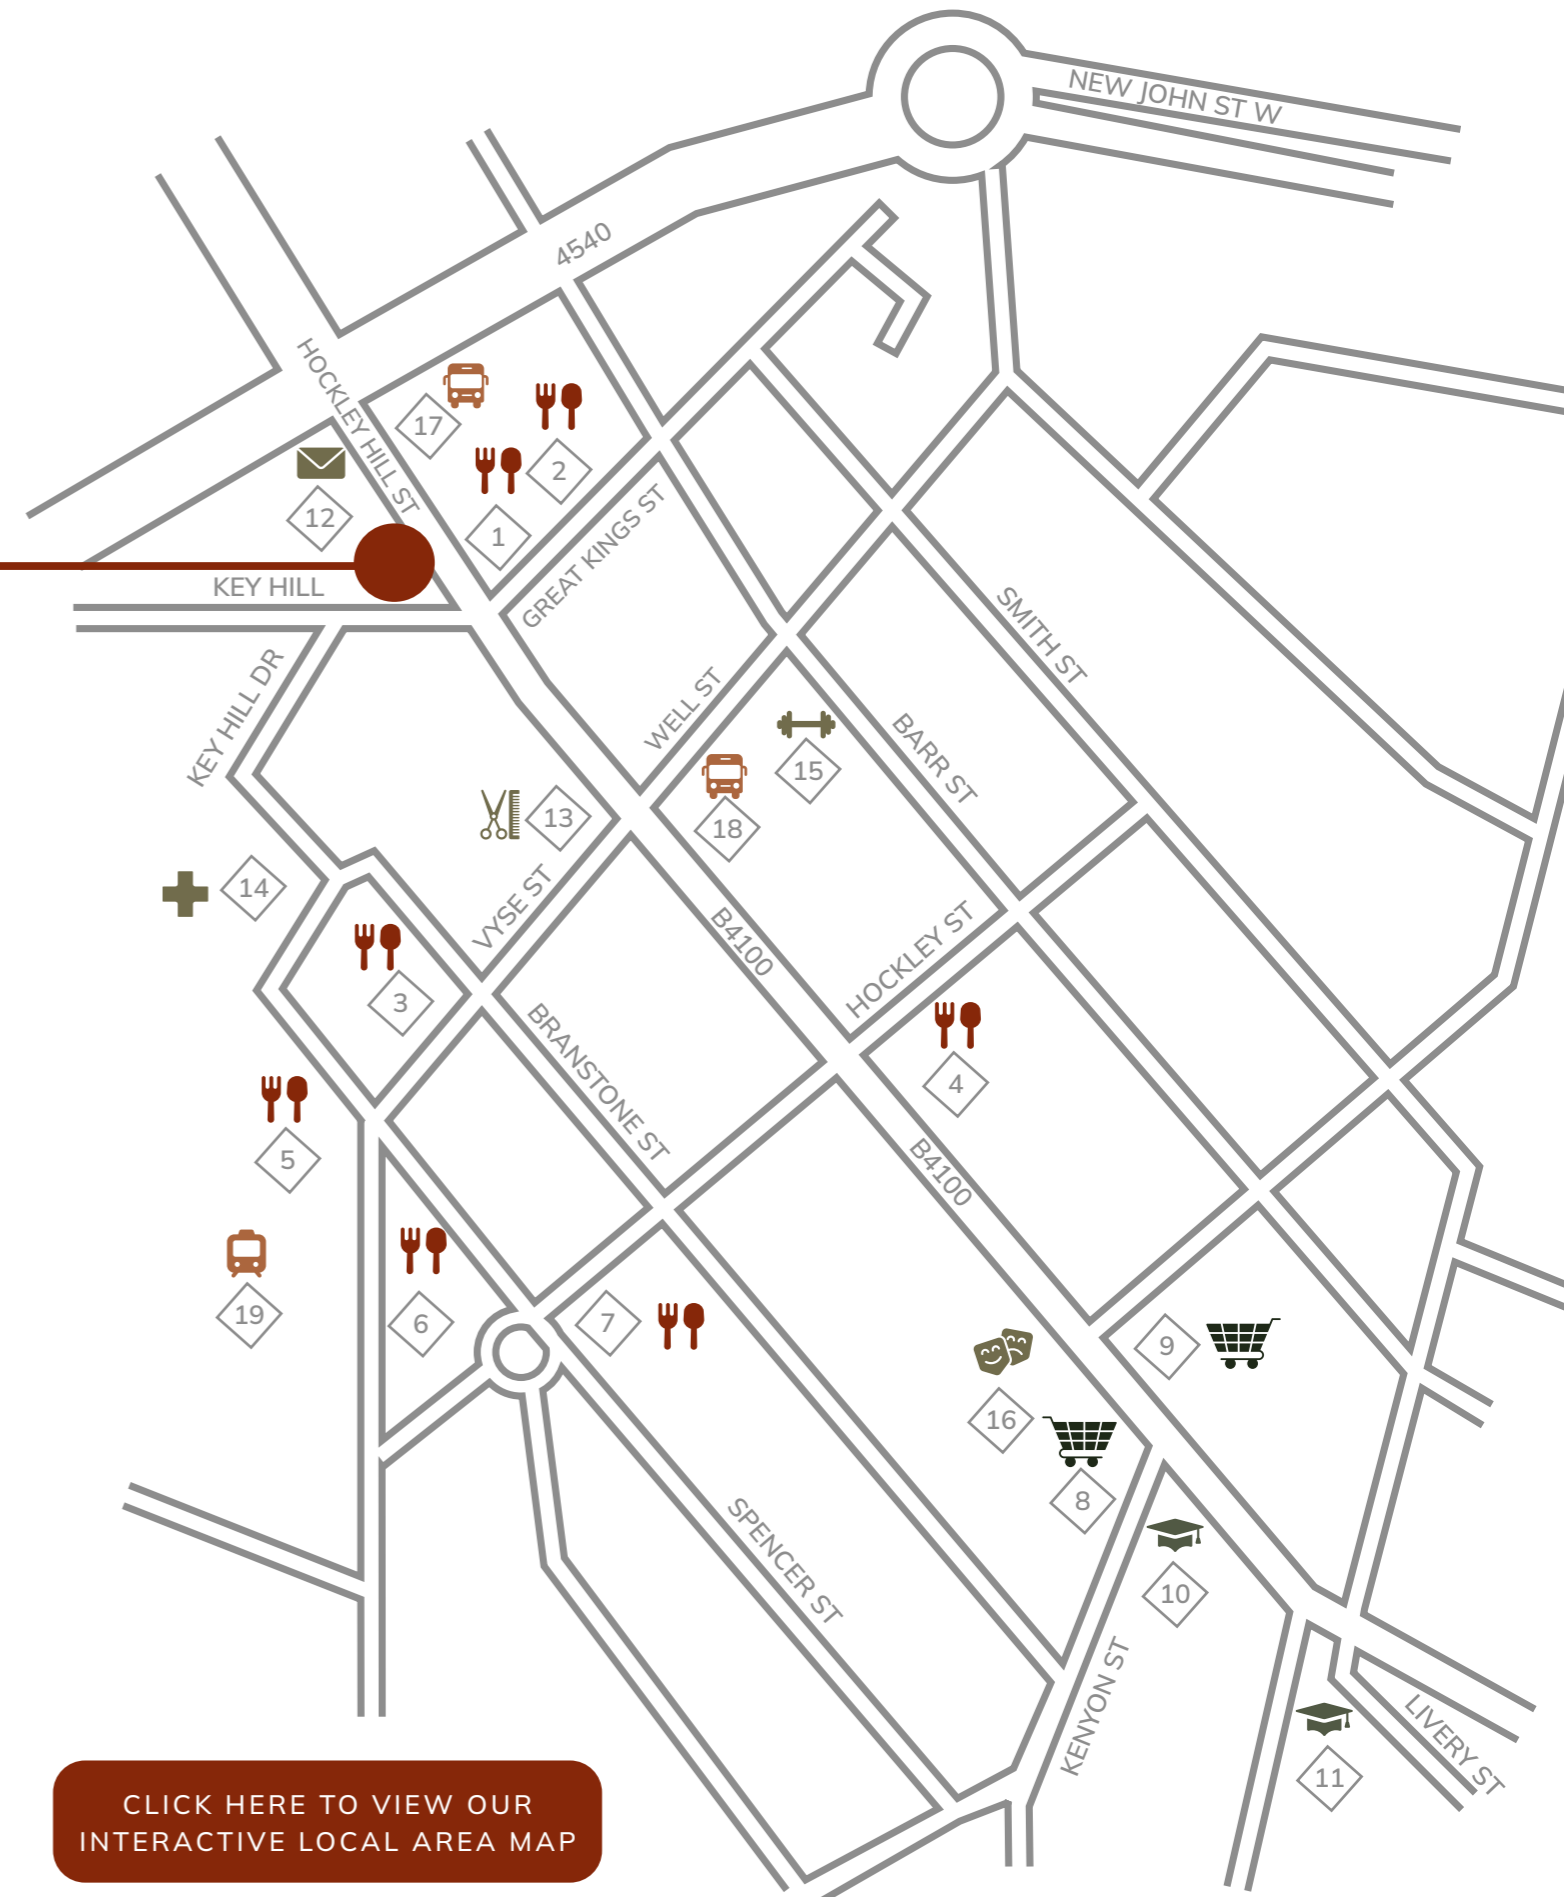 NEW JOHN ST W
4540
HOCKLEY HILL ST
17
2
12
1
GREAT KINGS ST
KEY HILL
SMITH ST
KEY HILL DR
WELL ST
BARR ST
15
13
18
14
VYSE ST
B4100
HOCKLEY ST
3
BRANSTONE ST
4
5
B4100
19
6
7
9
16
8
SPENCER ST
10
KENYON ST
LIVERY ST
11
CLICK HERE TO VIEW OUR
INTERACTIVE LOCAL AREA MAP